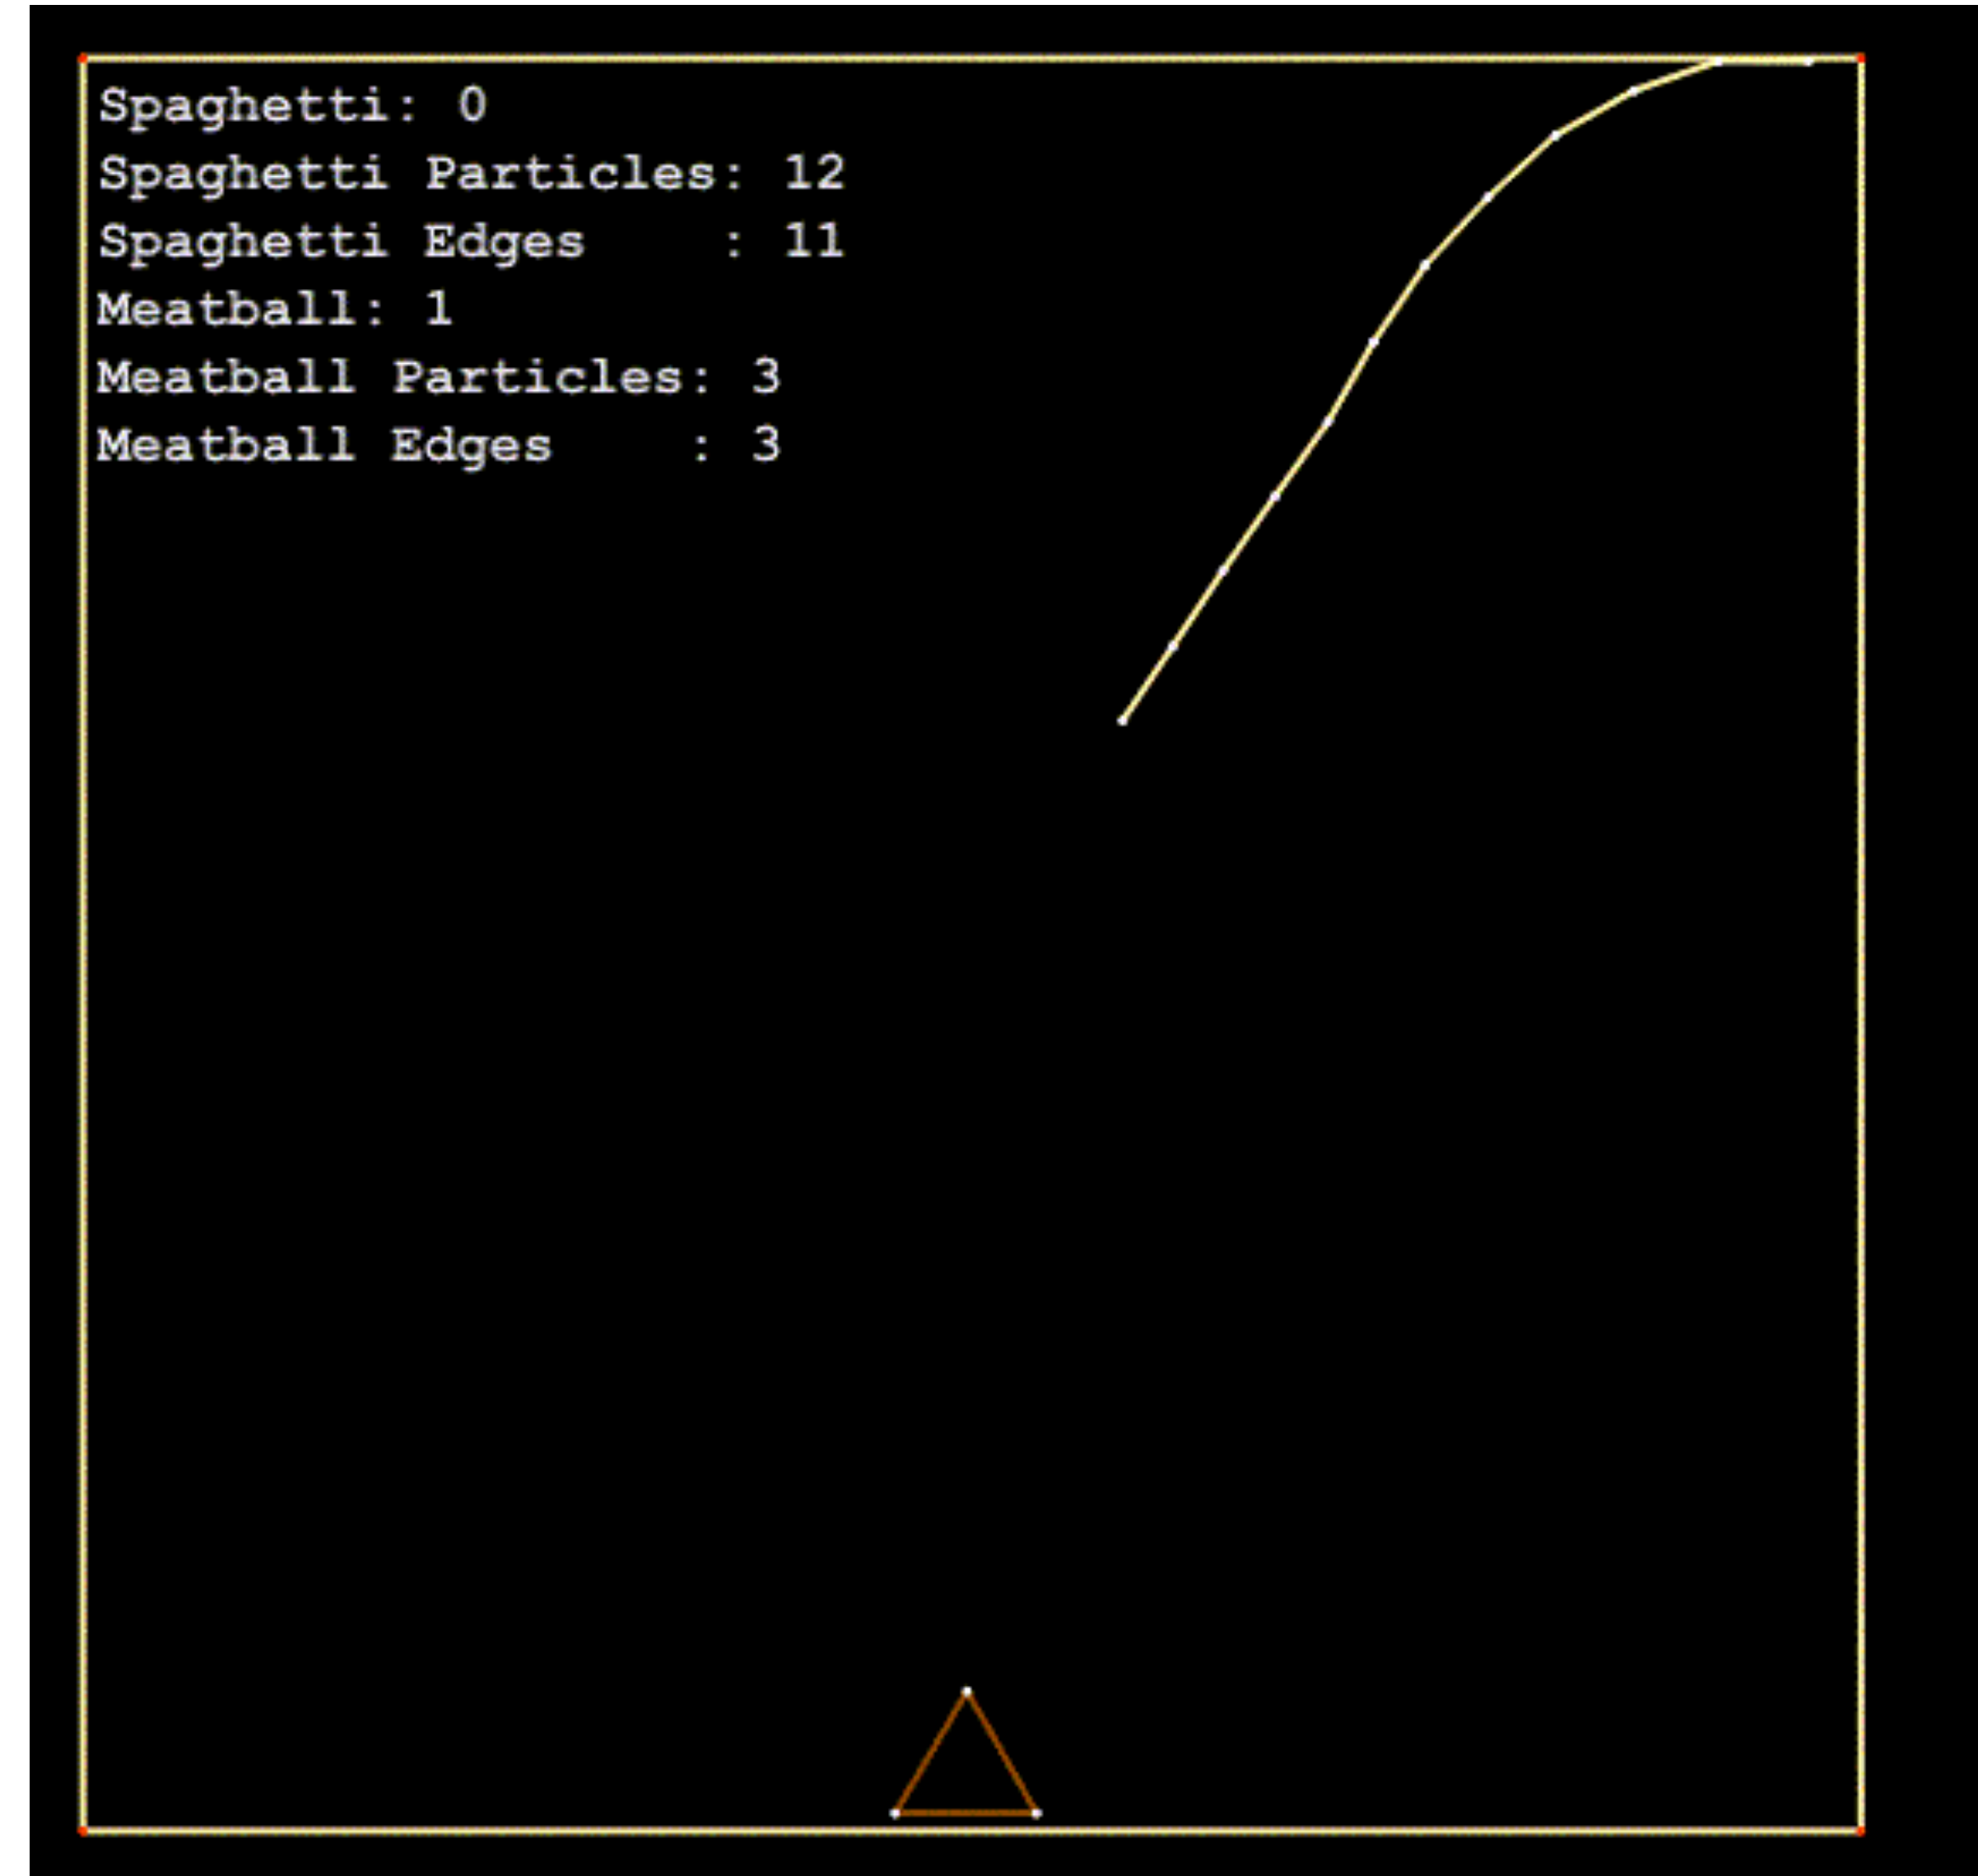 Spaghetti: 0
Spaghetti Particles: 12
Spaghetti Edges    : 11
Meatball: 1
Meatball Particles: 3
Meatball Edges    : 3